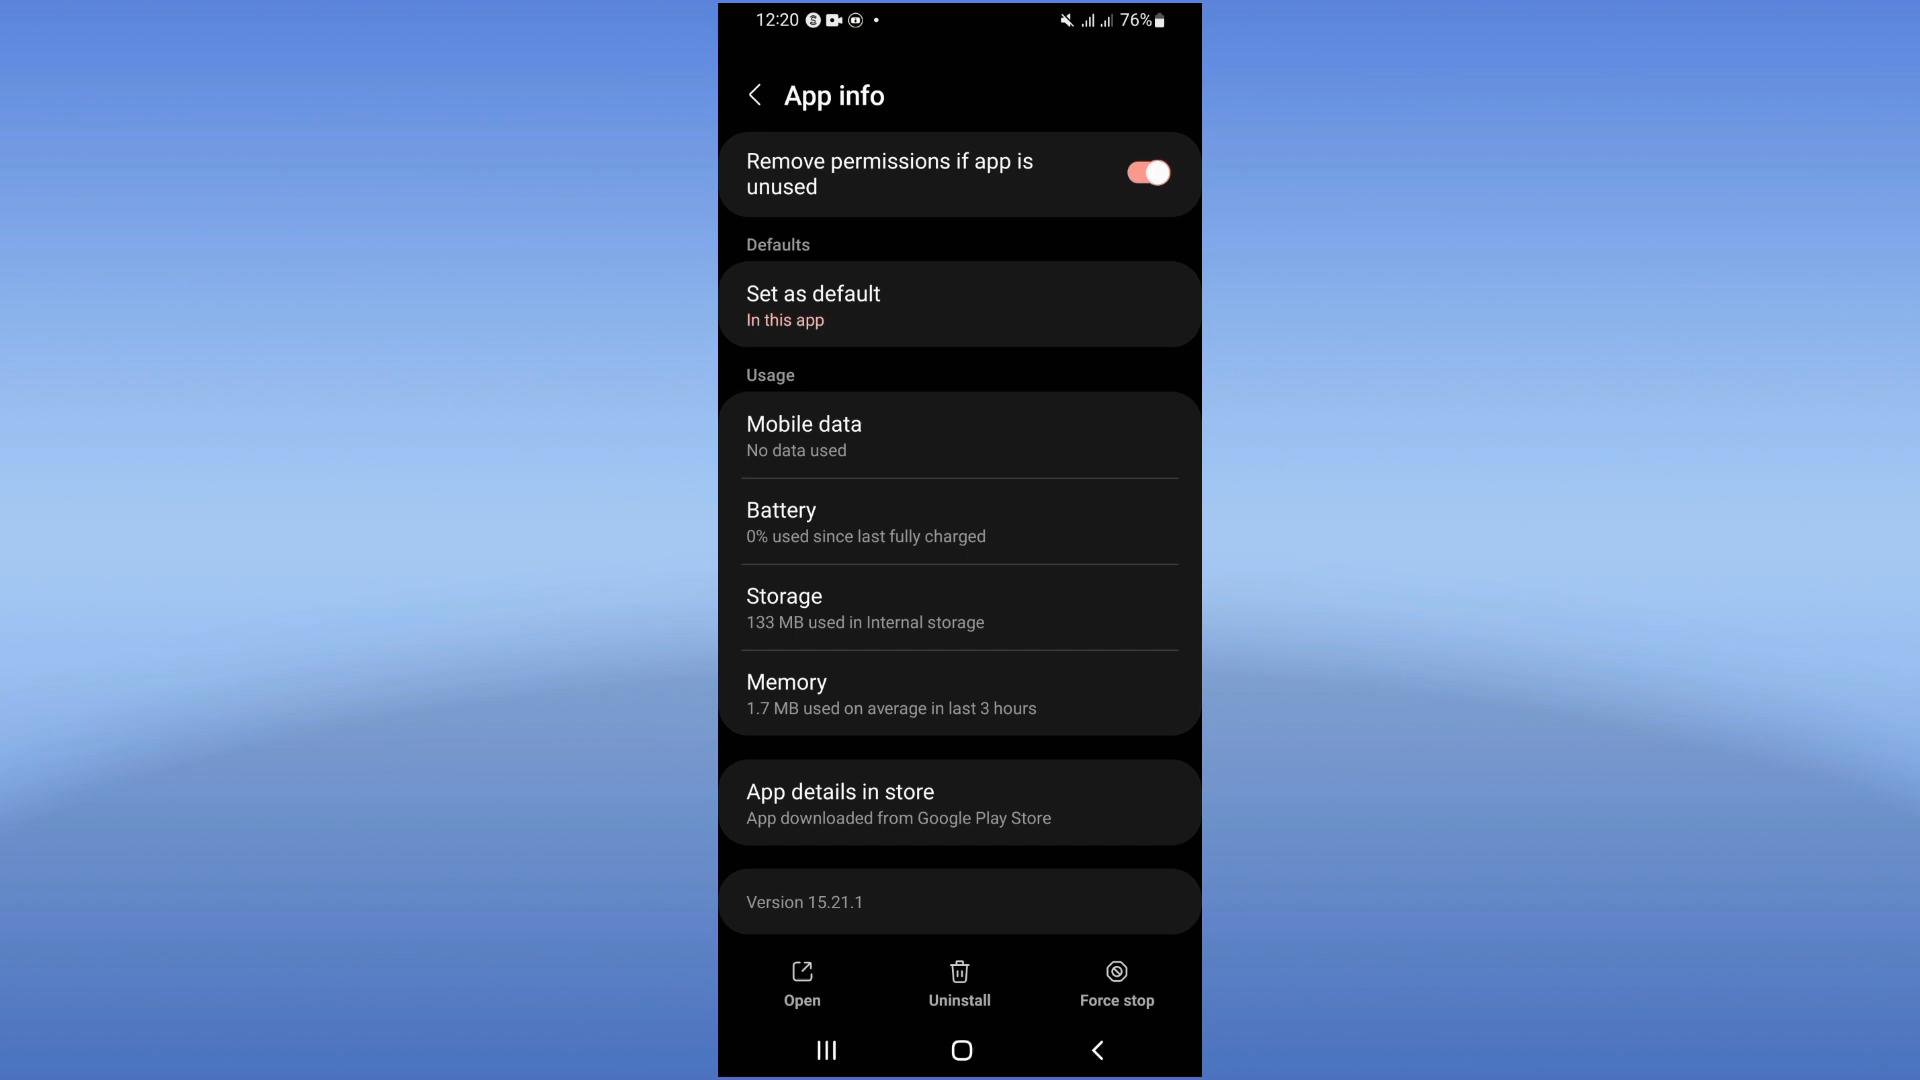 12:20 76%
App info
Remove permissions if app is
unused
Defaults
Set as default
In this app
Usage
Mobile data
No data used
Battery
0% used since last fully charged
Storage
133 MB used in Internal storage
Memory
1.7 MB used on average in last 3 hours
App details in store
App downloaded from Google Play Store
Version 15.21.1
Open Uninstall Force stop